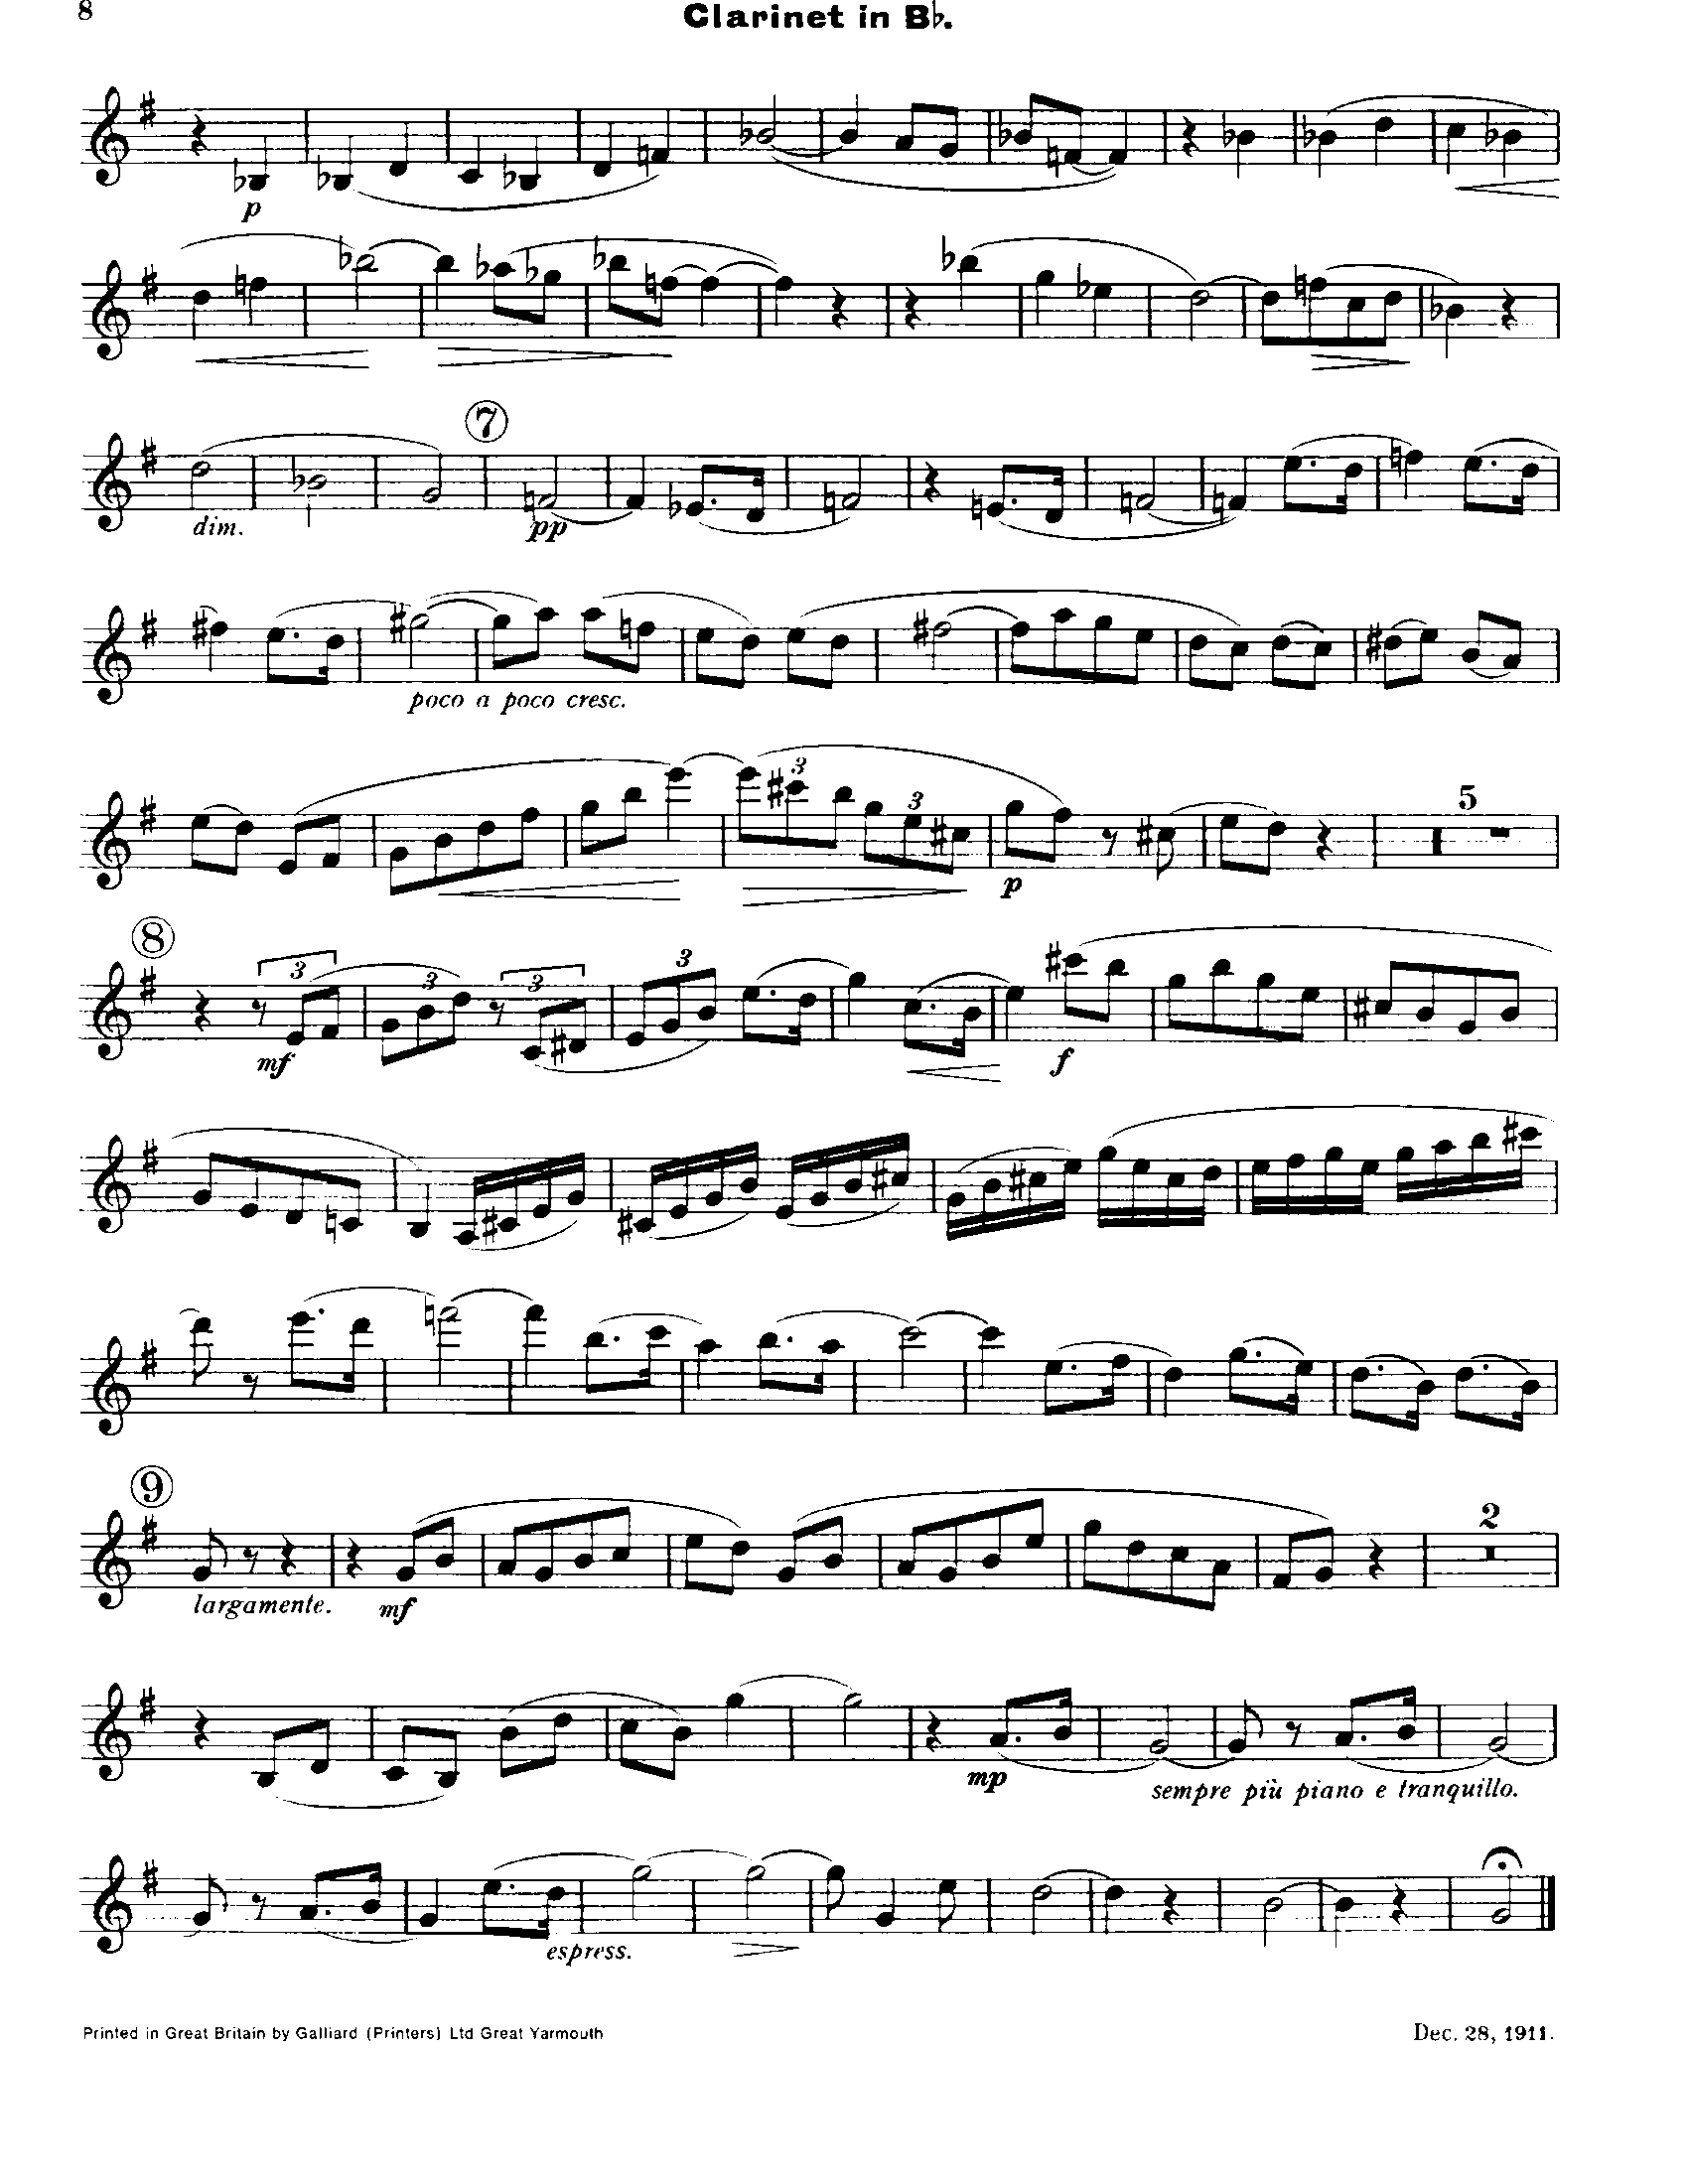 8
Clarinet in B♭.
p
7
dim.
pp
poco a poco cresc.
3
3
p
5
8
3
3
3
3
mf
f
9
2
largamente.
mf
mp
sempre più piano e tranquillo.
espress.
Printed in Great Britain by Galliard (Printers) Ltd Great Yarmouth
Dec. 28, 1911.